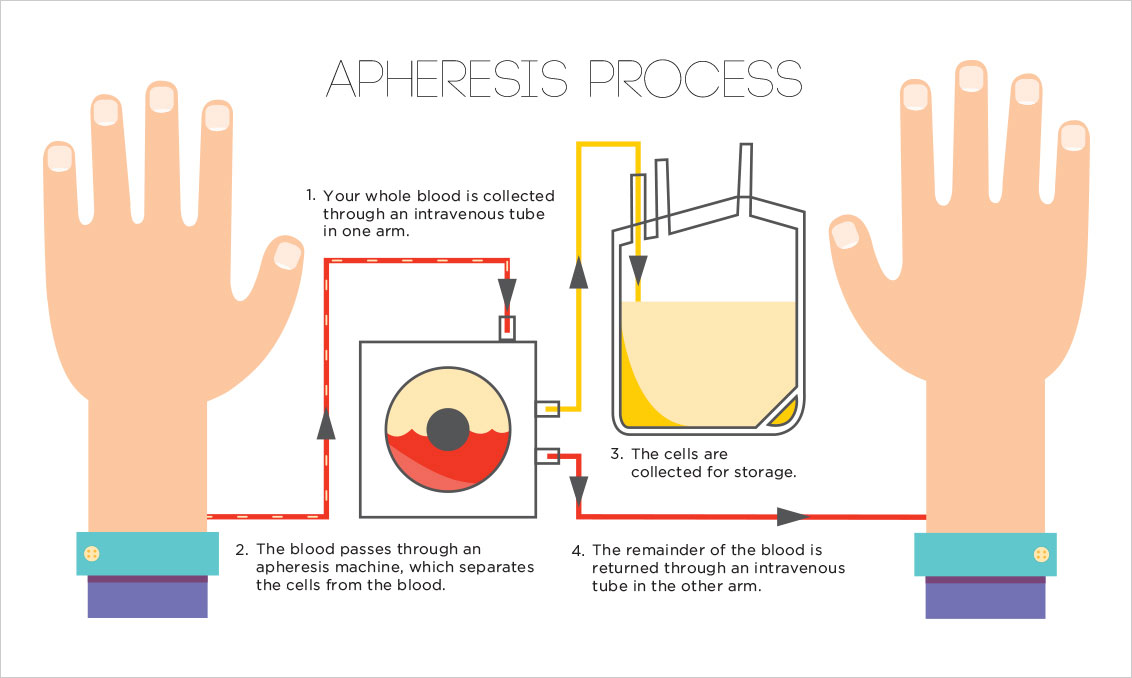 APHERESIS PROCESS
1. Your whole blood is collected
through an intravenous tube
in one arm.
3. The cells are
collected for storage.
2. The blood passes through an
apheresis machine, which separates
the cells from the blood.
4. The remainder of the blood is
returned through an intravenous
tube in the other arm.